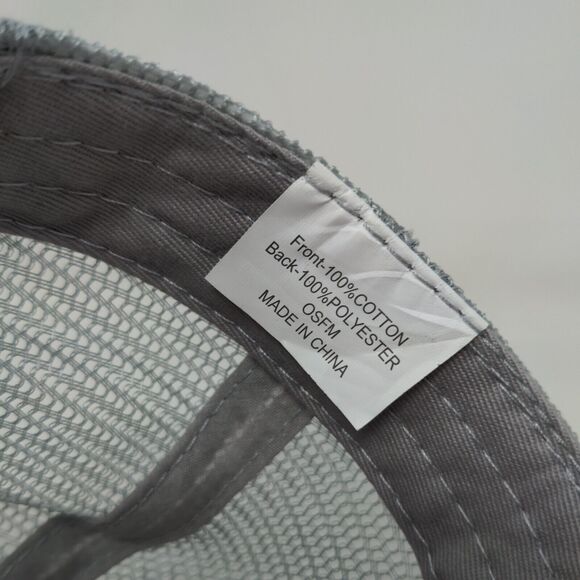 Front-100%COTTON
Back-100%POLYESTER
OSFM
MADE IN CHINA